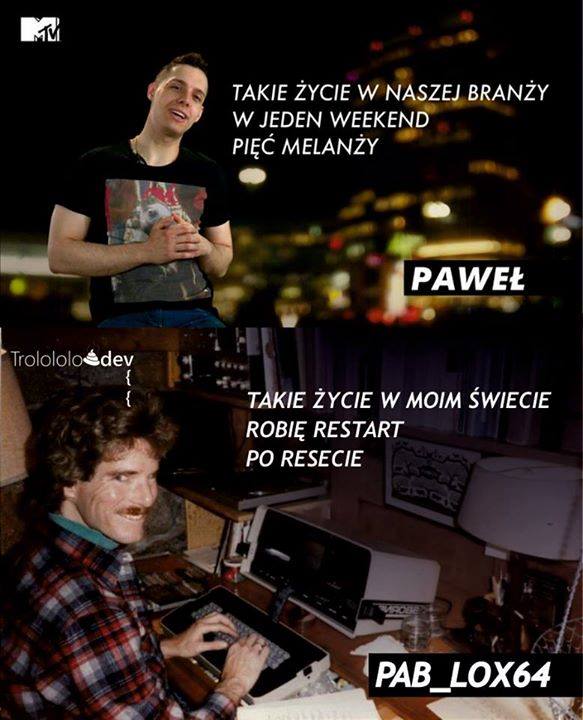 MTV
TAKIE ŻYCIE W NASZEJ BRANŻY
W JEDEN WEEKEND
PIĘĆ MELANŻY
PAWEŁ
Trolololo dev
{
{
TAKIE ŻYCIE W MOIM ŚWIECIE
ROBIĘ RESTART
PO RESECIE
OSBORNE
PAB_LOX64